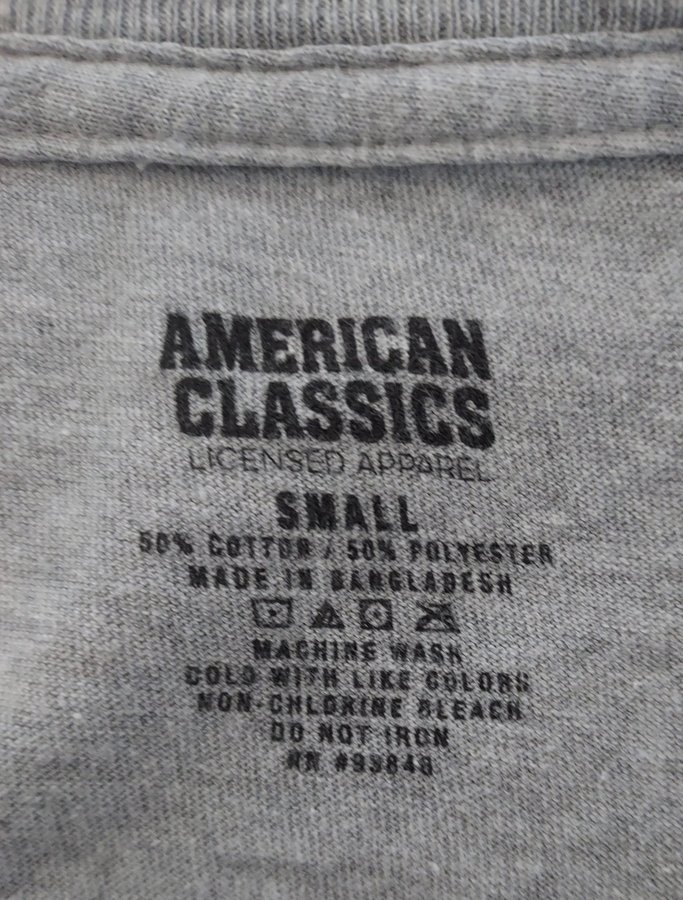 AMERICAN
CLASSICS
LICENSED APPAREL
SMALL
50% COTTON / 50% POLYESTER
MADE IN BANGLADESH
MACHINE WASH
COLD WITH LIKE COLORS
NON-CHLORINE BLEACH
DO NOT IRON
RN